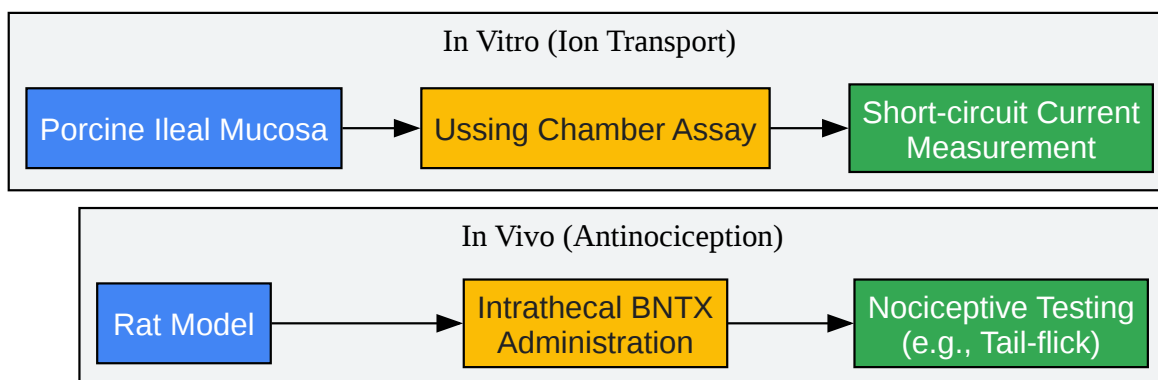 In Vitro (Ion Transport)
Porcine Ileal Mucosa
Ussing Chamber Assay
Short-circuit Current
Measurement
In Vivo (Antinociception)
Rat Model
Intrathecal BNTX
Administration
Nociceptive Testing
(e.g., Tail-flick)